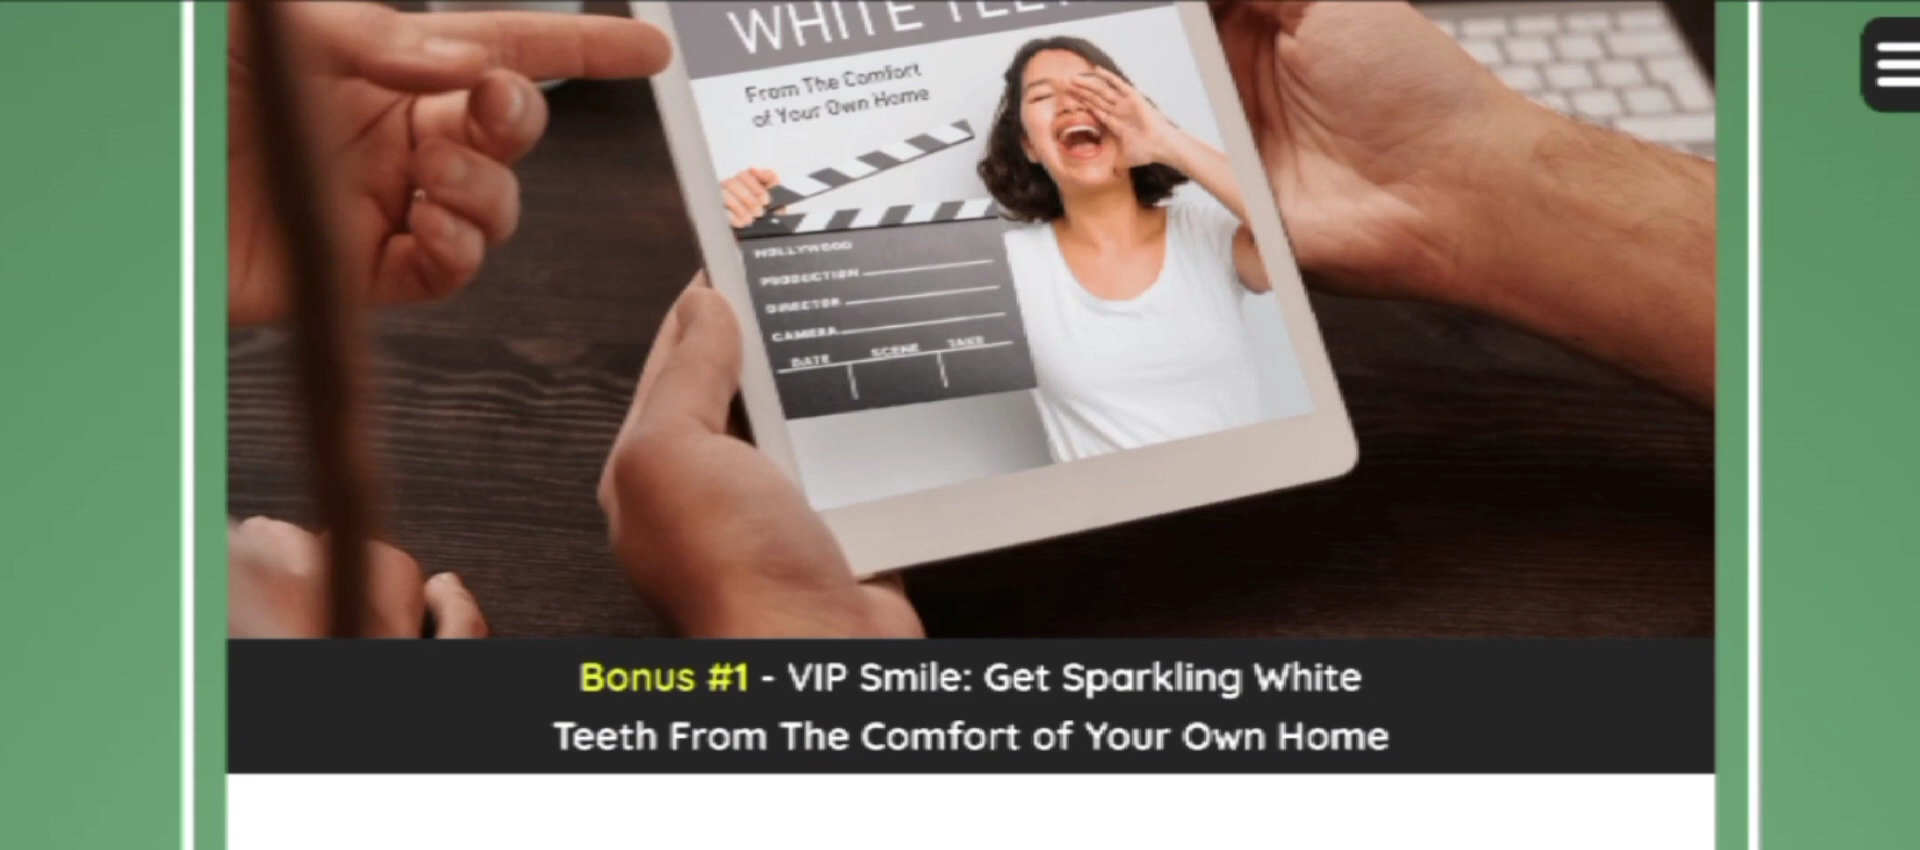 WHITE
From The Comfort
of Your Own Home
HOLLYWOOD
PRODUCTION
DIRECTOR
CAMERA
DATE SCENE TAKE
Bonus #1 - VIP Smile: Get Sparkling White
Teeth From The Comfort of Your Own Home